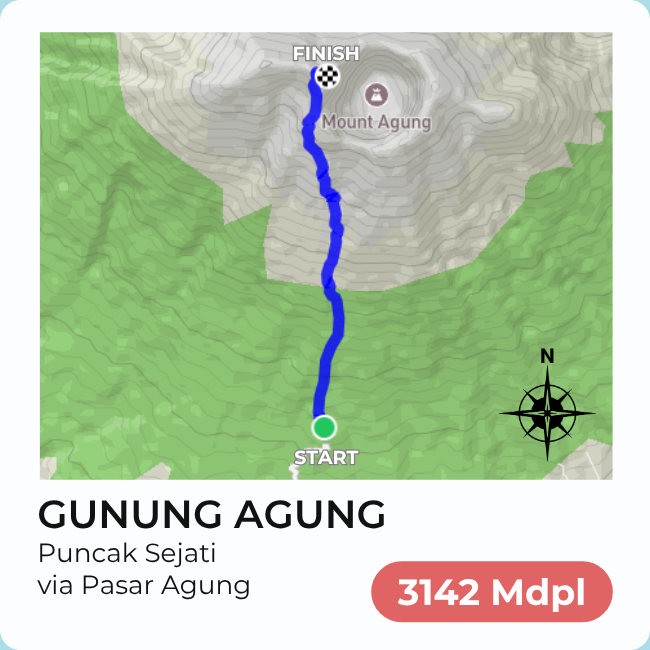 FINISH
Mount Agung
N
START
GUNUNG AGUNG
Puncak Sejati
via Pasar Agung
3142 Mdpl